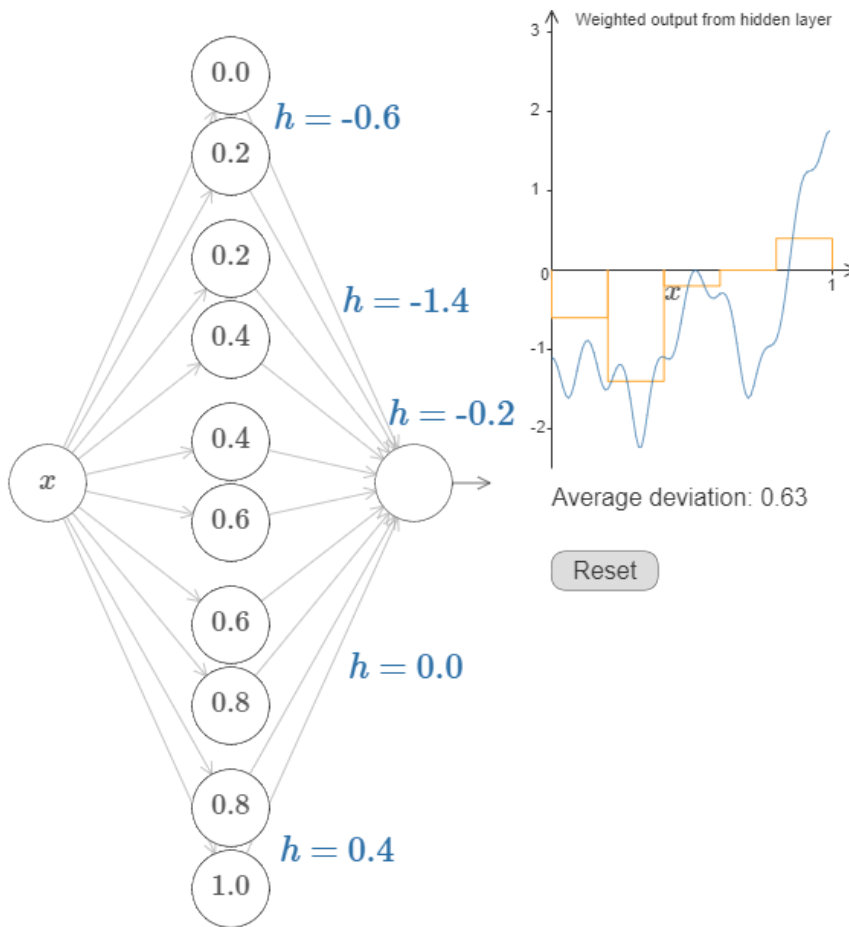 0.0
h = -0.6
0.2
0.2
h = -1.4
0.4
h = -0.2
0.4
x
0.6
0.6
h = 0.0
0.8
0.8
h = 0.4
1.0
Weighted output from hidden layer
3
2
1
0
x
1
-1
-2
Average deviation: 0.63
Reset